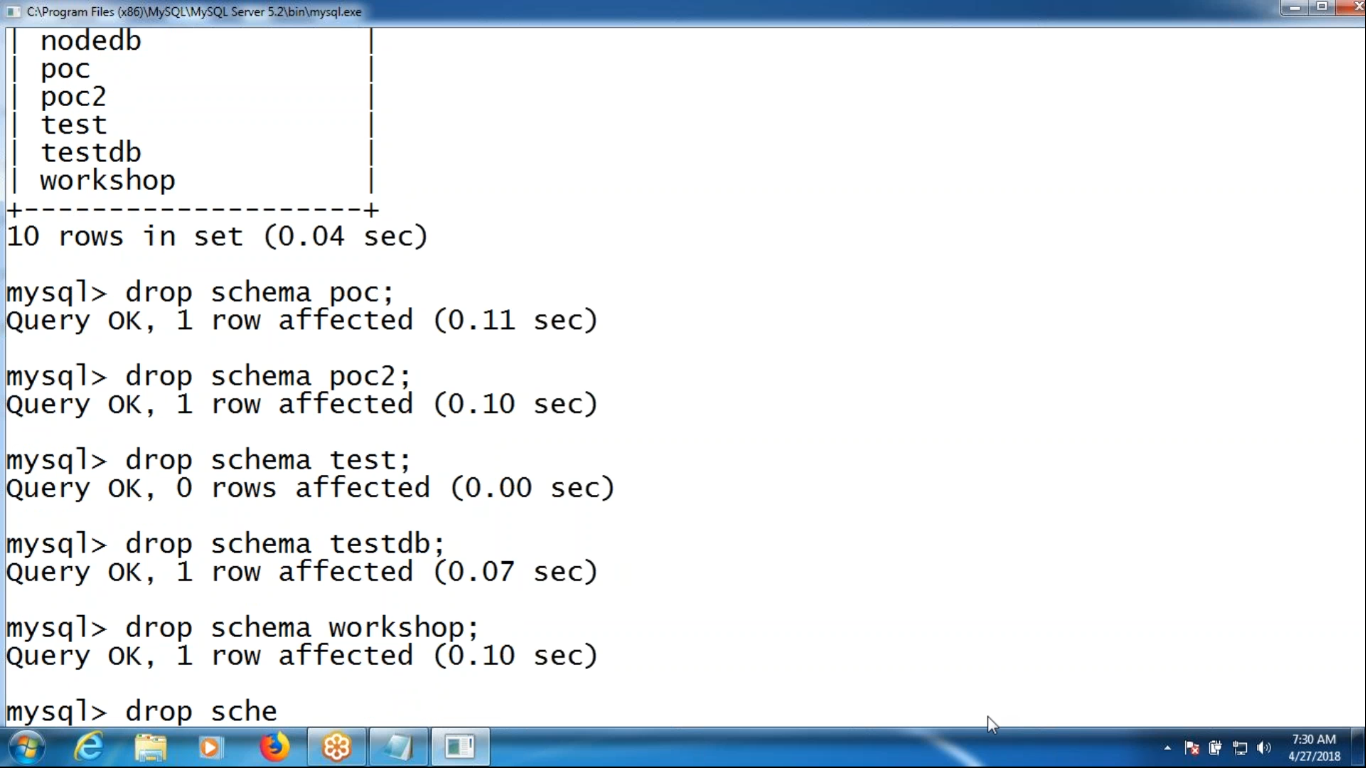 C:\Program Files (x86)\MySQL\MySQL Server 5.2\bin\mysql.exe
| nodedb |
| poc |
| poc2 |
| test |
| testdb |
| workshop |
+--------------------+
10 rows in set (0.04 sec)
mysql> drop schema poc;
Query OK, 1 row affected (0.11 sec)
mysql> drop schema poc2;
Query OK, 1 row affected (0.10 sec)
mysql> drop schema test;
Query OK, 0 rows affected (0.00 sec)
mysql> drop schema testdb;
Query OK, 1 row affected (0.07 sec)
mysql> drop schema workshop;
Query OK, 1 row affected (0.10 sec)
mysql> drop sche
7:30 AM
4/27/2018